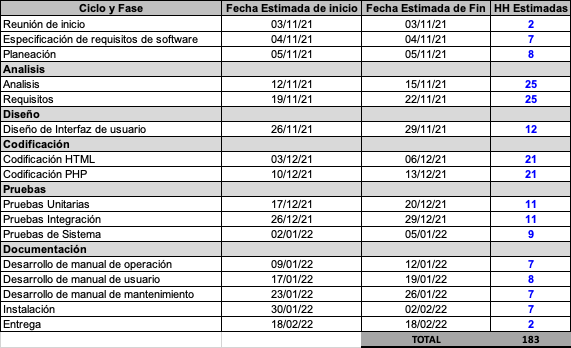 Ciclo y Fase Fecha Estimada de inicio Fecha Estimada de Fin HH Estimadas
Reunión de inicio 03/11/21 03/11/21 2
Especificación de requisitos de software 04/11/21 04/11/21 7
Planeación 05/11/21 05/11/21 8
Analisis
Analisis 12/11/21 15/11/21 25
Requisitos 19/11/21 22/11/21 25
Diseño
Diseño de Interfaz de usuario 26/11/21 29/11/21 12
Codificación
Codificación HTML 03/12/21 06/12/21 21
Codificación PHP 10/12/21 13/12/21 21
Pruebas
Pruebas Unitarias 17/12/21 20/12/21 11
Pruebas Integración 26/12/21 29/12/21 11
Pruebas de Sistema 02/01/22 05/01/22 9
Documentación
Desarrollo de manual de operación 09/01/22 12/01/22 7
Desarrollo de manual de usuario 17/01/22 19/01/22 8
Desarrollo de manual de mantenimiento 23/01/22 26/01/22 7
Instalación 30/01/22 02/02/22 7
Entrega 18/02/22 18/02/22 2
TOTAL 183